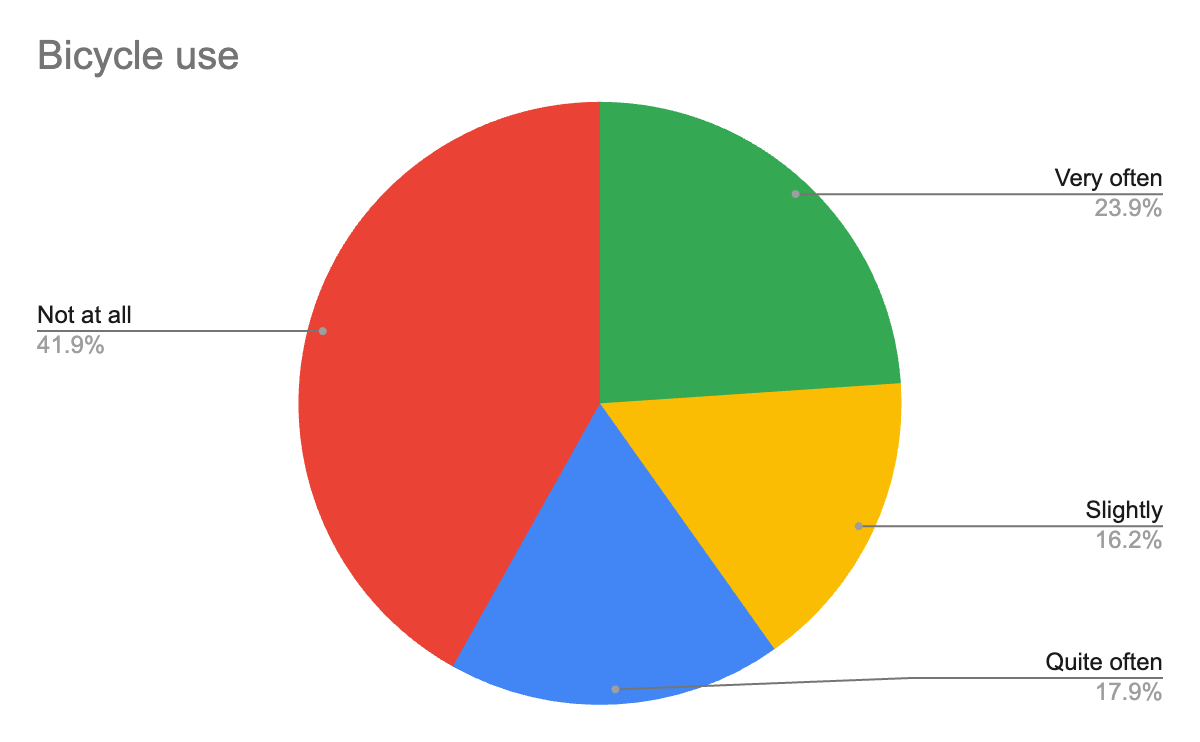 Bicycle use
Very often
23.9%
Not at all
41.9%
Slightly
16.2%
Quite often
17.9%